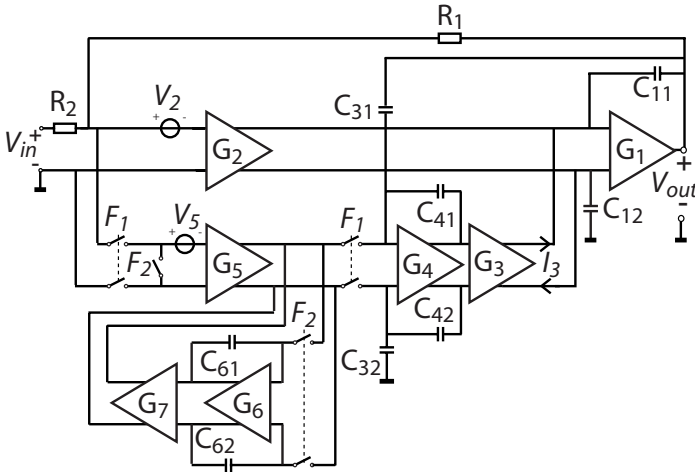 R1
C11
V2
+ -
C31
R2
Vin
+
-
G2
G1
+
Vout
-
C12
F1
V5
+ -
F1
C41
F2
G5
G4
G3
I3
C42
F2
C61
C32
G7
G6
C62